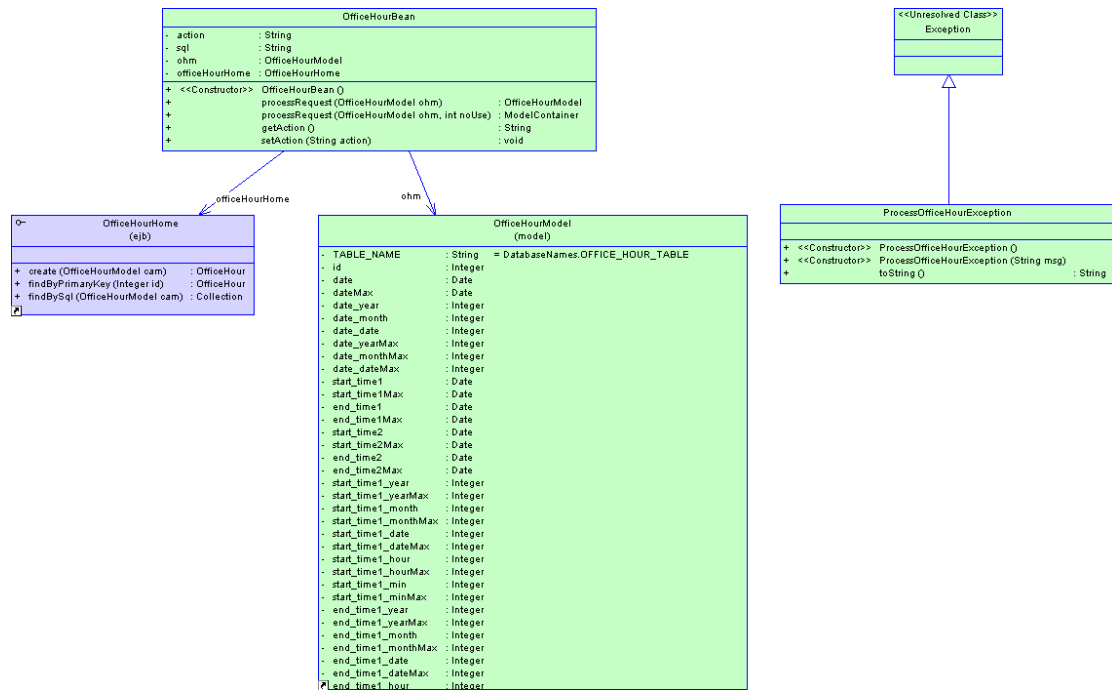 OfficeHourBean
- action : String
- sql : String
- ohm : OfficeHourModel
- officeHourHome : OfficeHourHome
+ <<Constructor>> OfficeHourBean ()
+ processRequest (OfficeHourModel ohm) : OfficeHourModel
+ processRequest (OfficeHourModel ohm, int noUse) : ModelContainer
+ getAction () : String
+ setAction (String action) : void
<<Unresolved Class>>
Exception
officeHourHome
ohm
OfficeHourHome
(ejb)
+ create (OfficeHourModel cam) : OfficeHour
+ findByPrimaryKey (Integer id) : OfficeHour
+ findBySql (OfficeHourModel cam) : Collection
OfficeHourModel
(model)
- TABLE_NAME : String = DatabaseNames.OFFICE_HOUR_TABLE
- id : Integer
- date : Date
- dateMax : Date
- date_year : Integer
- date_month : Integer
- date_date : Integer
- date_yearMax : Integer
- date_monthMax : Integer
- date_dateMax : Integer
- start_time1 : Date
- start_time1Max : Date
- end_time1 : Date
- end_time1Max : Date
- start_time2 : Date
- start_time2Max : Date
- end_time2 : Date
- end_time2Max : Date
- start_time1_year : Integer
- start_time1_yearMax : Integer
- start_time1_month : Integer
- start_time1_monthMax : Integer
- start_time1_date : Integer
- start_time1_dateMax : Integer
- start_time1_hour : Integer
- start_time1_hourMax : Integer
- start_time1_min : Integer
- start_time1_minMax : Integer
- end_time1_year : Integer
- end_time1_yearMax : Integer
- end_time1_month : Integer
- end_time1_monthMax : Integer
- end_time1_date : Integer
- end_time1_dateMax : Integer
- end_time1_hour : Integer
ProcessOfficeHourException
+ <<Constructor>> ProcessOfficeHourException ()
+ <<Constructor>> ProcessOfficeHourException (String msg)
+ toString () : String